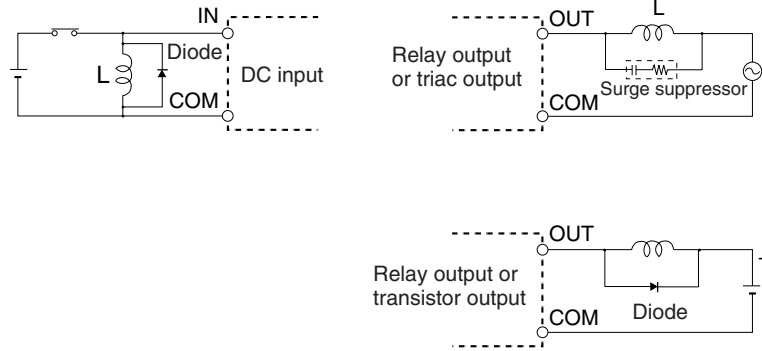 IN
Diode
L
DC input
COM
OUT
L
Relay output
or triac output
Surge suppressor
COM
OUT
Relay output or
transistor output
Diode
COM